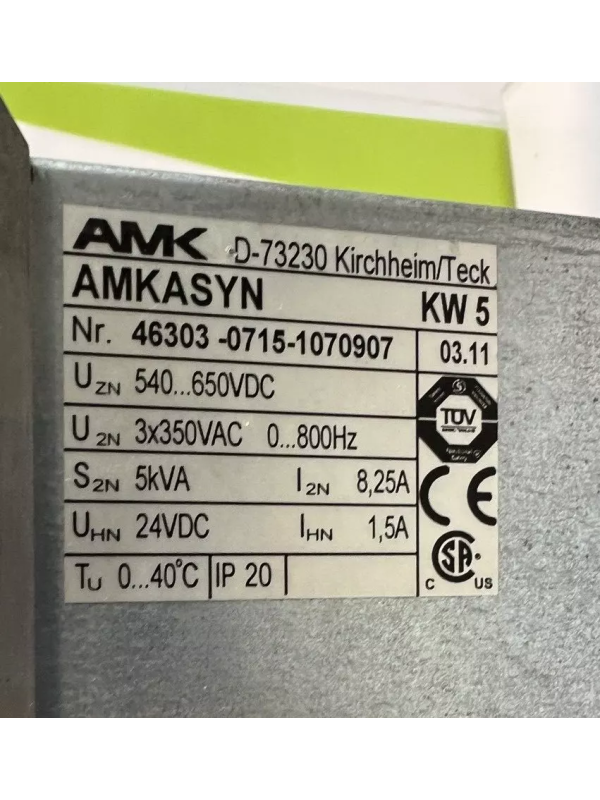 AMK D-73230 Kirchheim/Teck
AMKASYN KW 5
Nr. 46303 -0715-1070907 03.11
UZN 540...650VDC
U2N 3x350VAC 0...800Hz
TÜV
S2N 5kVA I2N 8,25A
CE
UHN 24VDC IHN 1,5A
SA
TU 0...40°C IP 20
C US